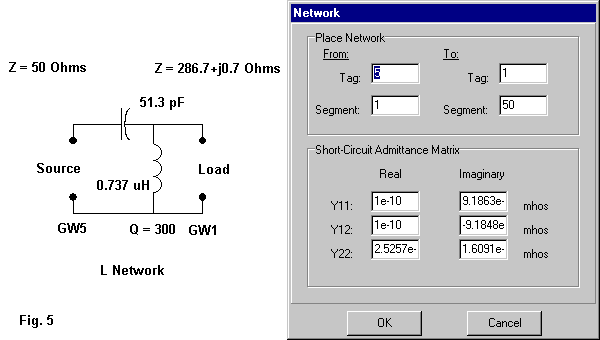 Z = 50 Ohms
Z = 286.7+j0.7 Ohms
51.3 pF
Source
Load
0.737 uH
GW5
Q = 300
GW1
L Network
Fig. 5
Network
Place Network
From:
To:
Tag: 5
Tag: 1
Segment: 1
Segment: 50
Short-Circuit Admittance Matrix
Real
Imaginary
Y11: 1e-10 9.1863e- mhos
Y12: 1e-10 -9.1848e mhos
Y22: 2.5257e- 1.6091e- mhos
OK
Cancel